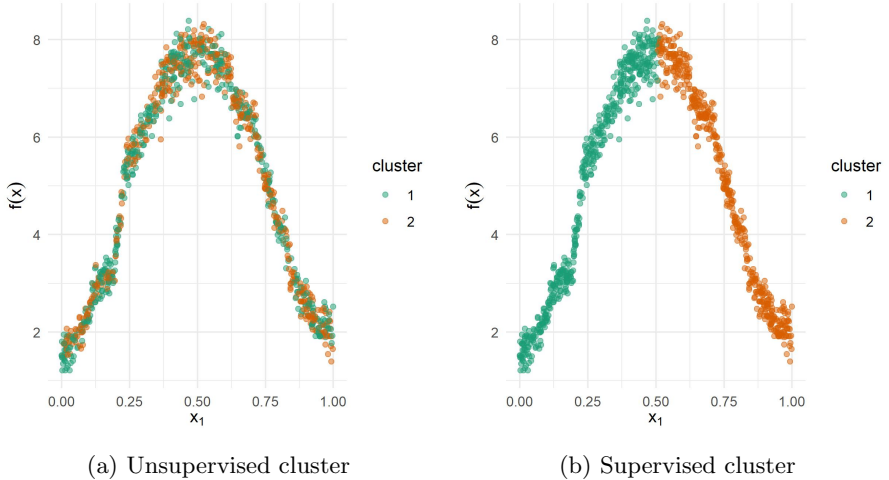 8
6
4
2
f(x)
0.00 0.25 0.50 0.75 1.00
x₁
cluster
1
2
8
6
4
2
f(x)
0.00 0.25 0.50 0.75 1.00
x₁
cluster
1
2
(a) Unsupervised cluster
(b) Supervised cluster